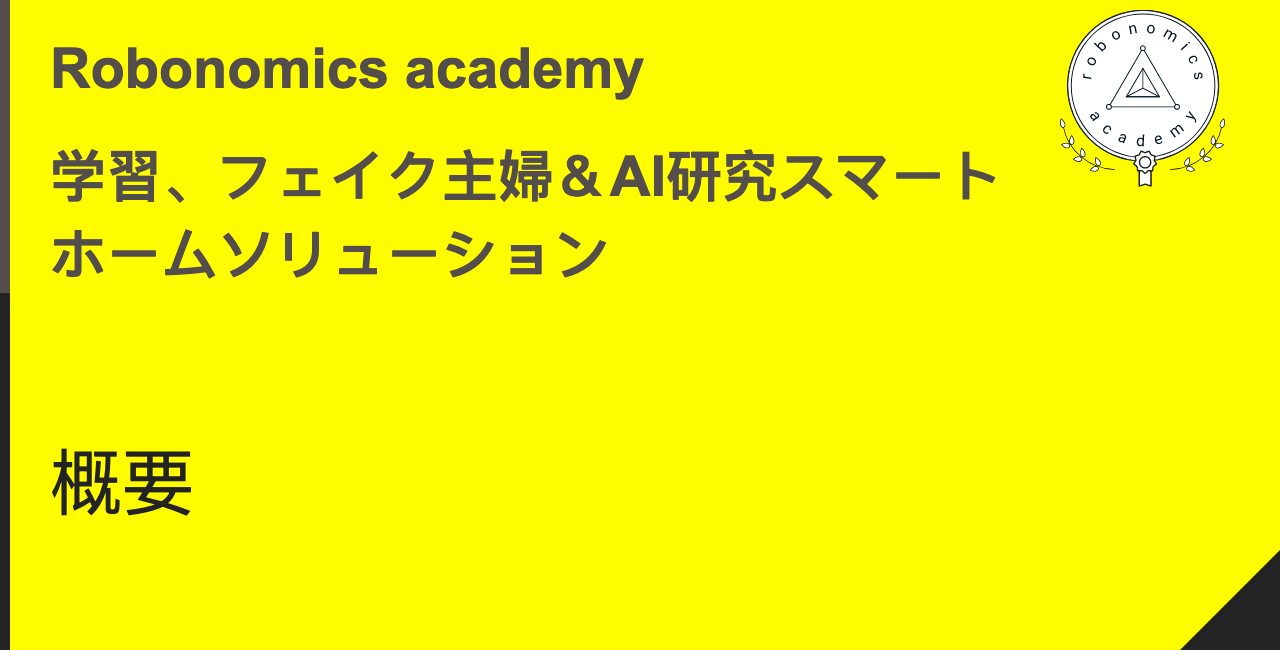 Robonomics academy
robonomics
academy
学習、フェイク主婦＆AI研究スマート
ホームソリューション
概要